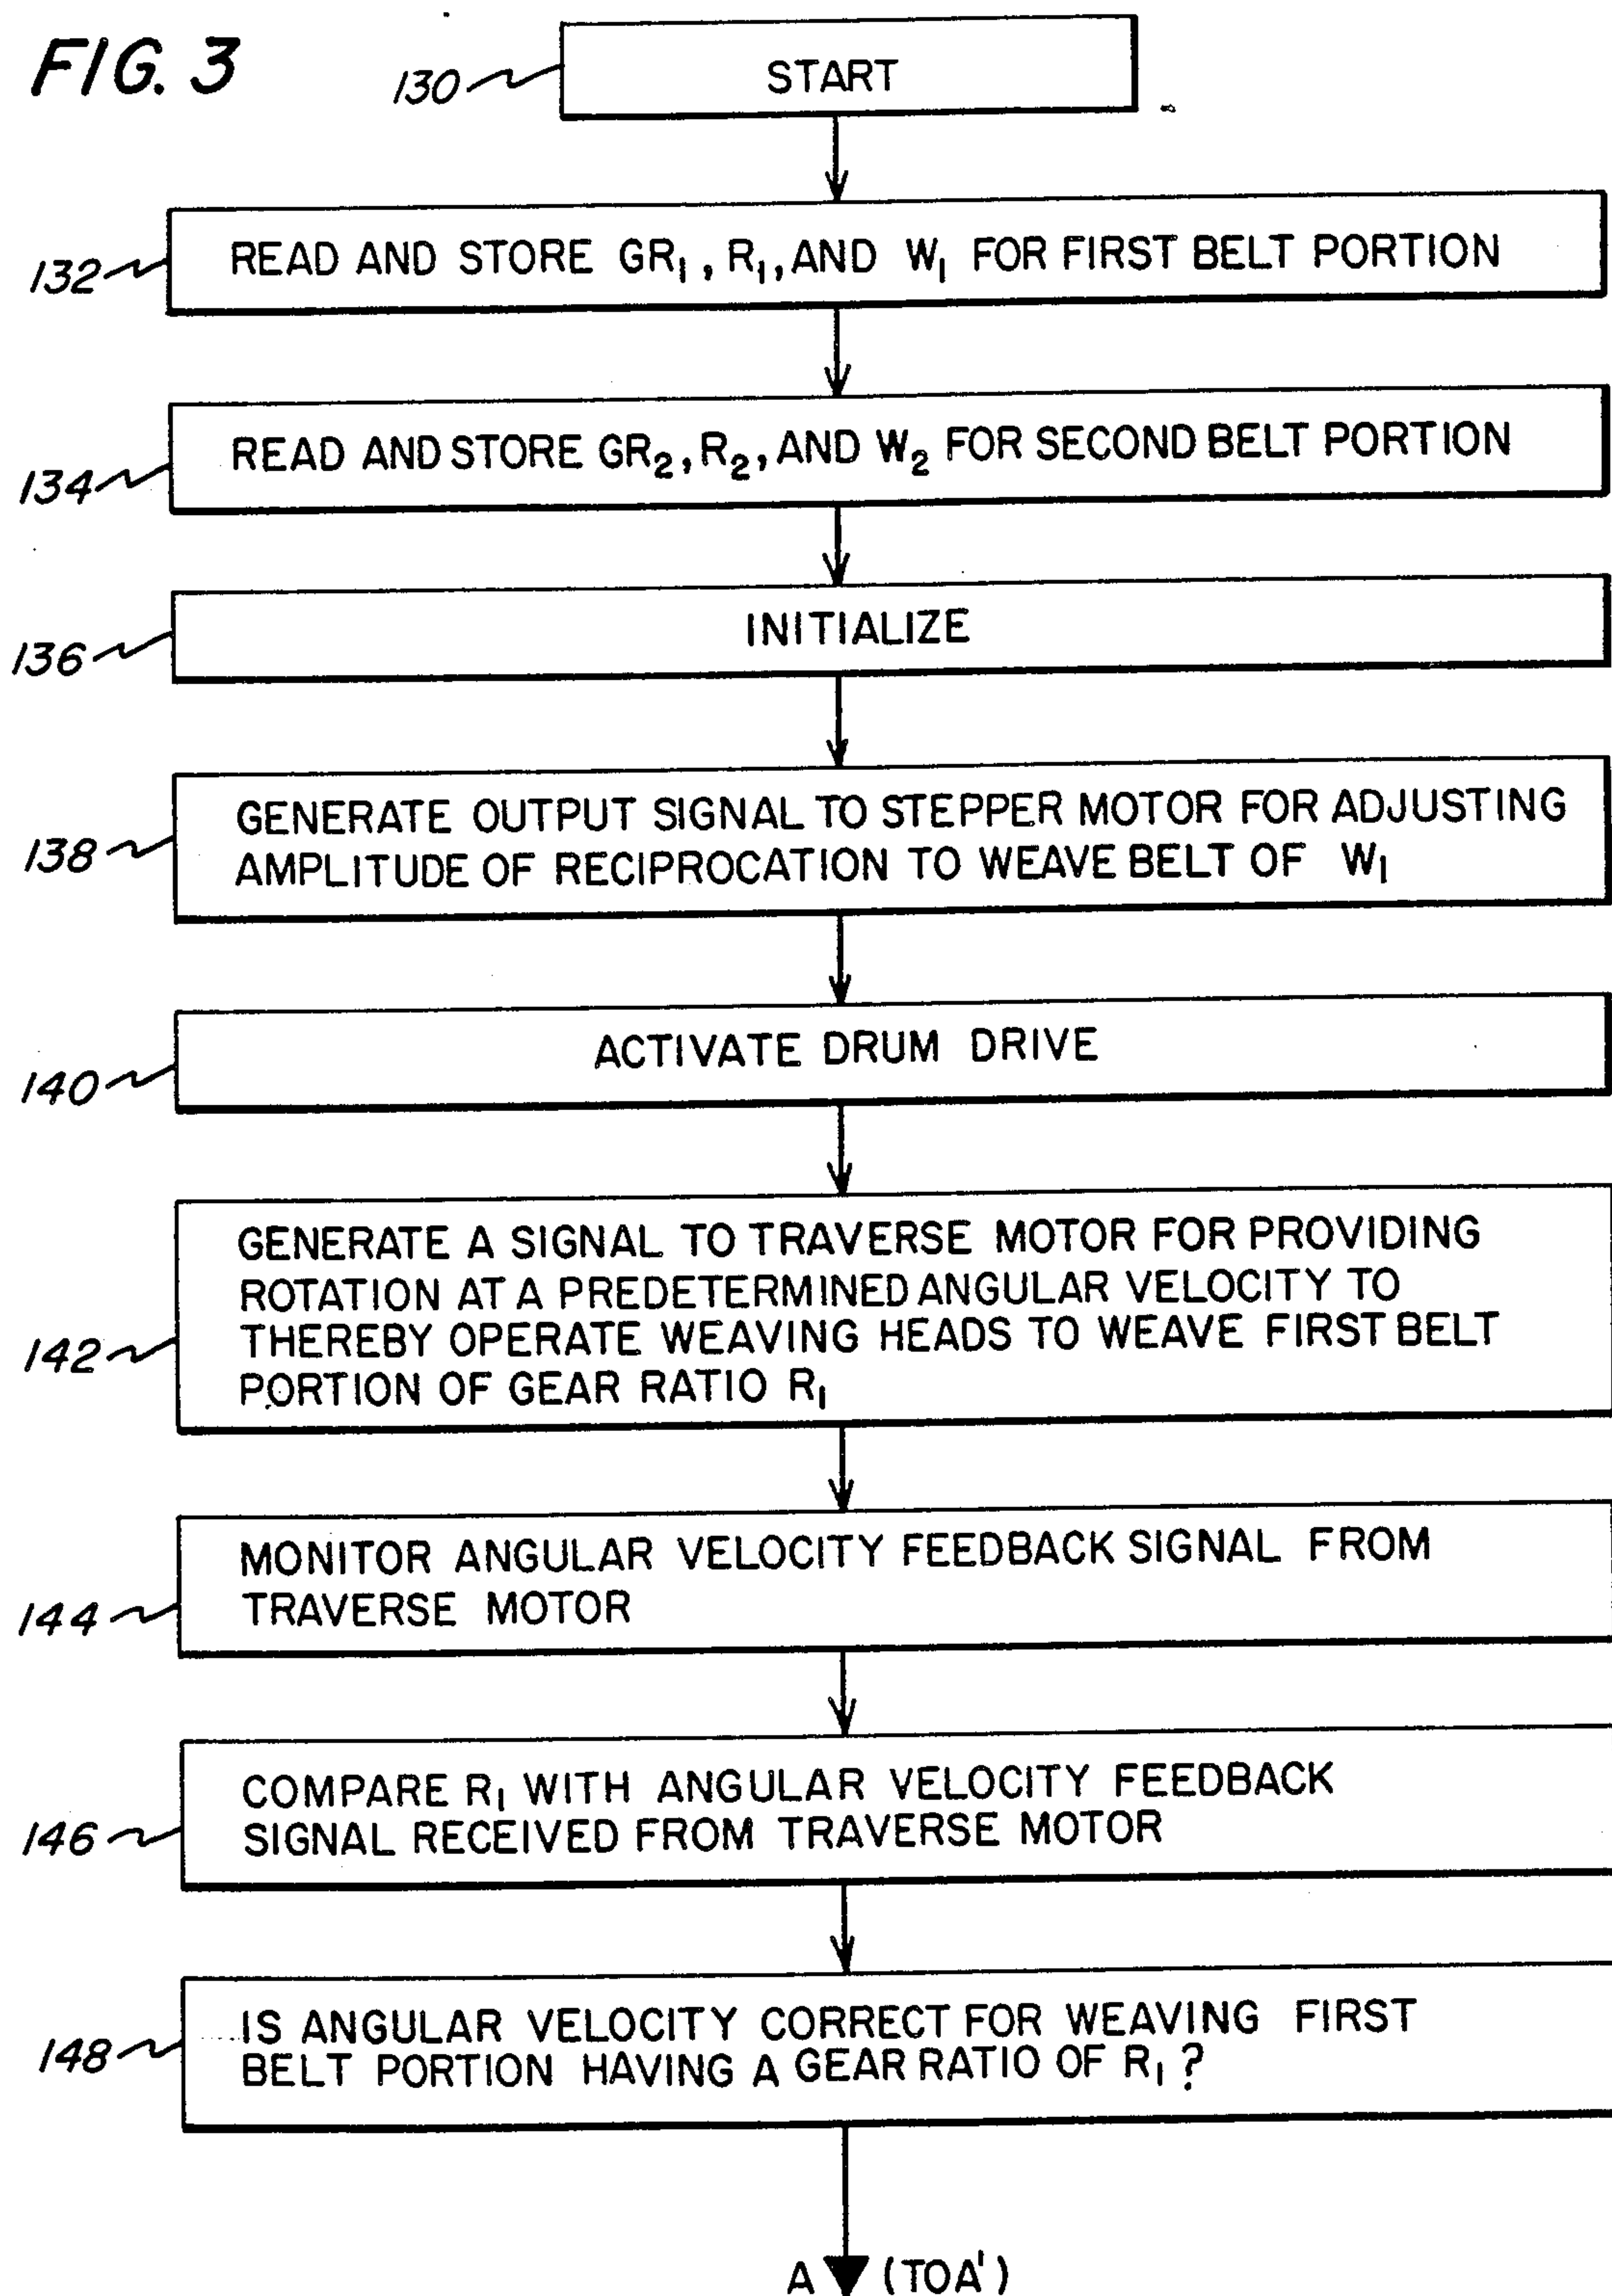 FIG. 3
130
START
132
READ AND STORE GR₁, R₁, AND W₁ FOR FIRST BELT PORTION
134
READ AND STORE GR₂, R₂, AND W₂ FOR SECOND BELT PORTION
136
INITIALIZE
138
GENERATE OUTPUT SIGNAL TO STEPPER MOTOR FOR ADJUSTING
AMPLITUDE OF RECIPROCATION TO WEAVE BELT OF W₁
140
ACTIVATE DRUM DRIVE
142
GENERATE A SIGNAL TO TRAVERSE MOTOR FOR PROVIDING
ROTATION AT A PREDETERMINED ANGULAR VELOCITY TO
THEREBY OPERATE WEAVING HEADS TO WEAVE FIRST BELT
PORTION OF GEAR RATIO R₁
144
MONITOR ANGULAR VELOCITY FEEDBACK SIGNAL FROM
TRAVERSE MOTOR
146
COMPARE R₁ WITH ANGULAR VELOCITY FEEDBACK
SIGNAL RECEIVED FROM TRAVERSE MOTOR
148
IS ANGULAR VELOCITY CORRECT FOR WEAVING FIRST
BELT PORTION HAVING A GEAR RATIO OF R₁?
A (TO A')